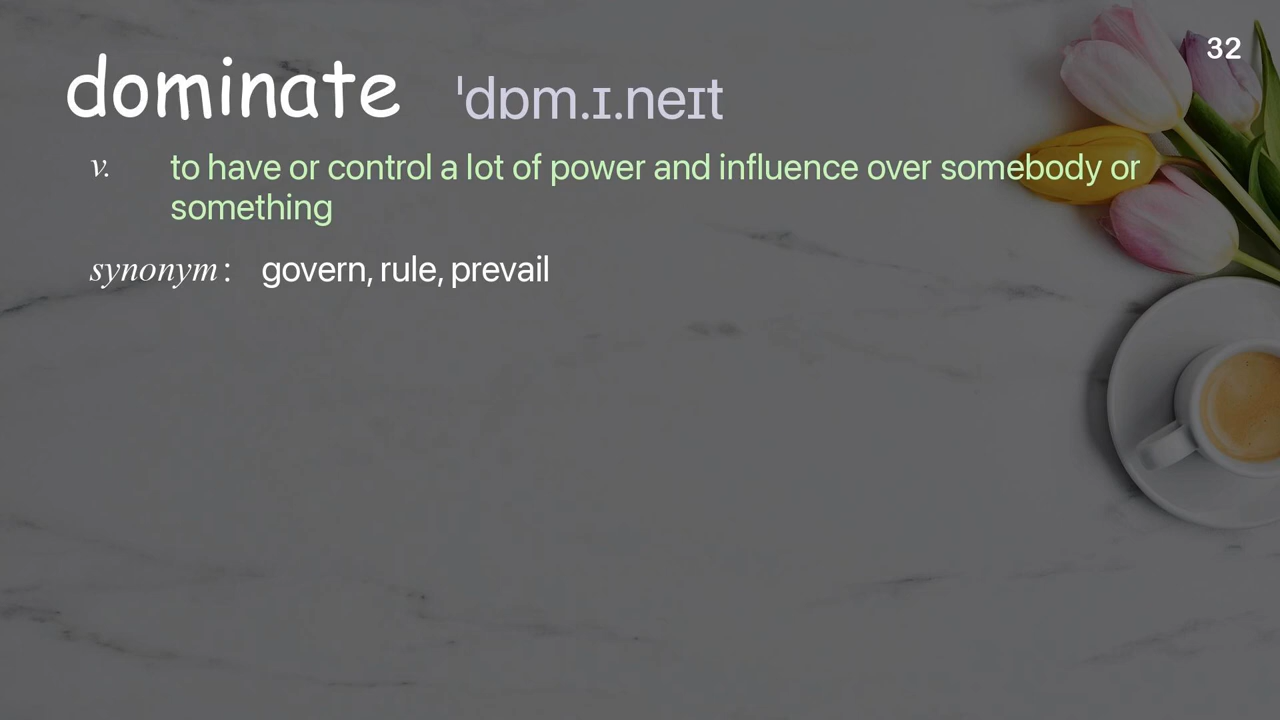 32
dominate ˈdɒm.ɪ.neɪt
v. to have or control a lot of power and influence over somebody or
something
synonym: govern, rule, prevail